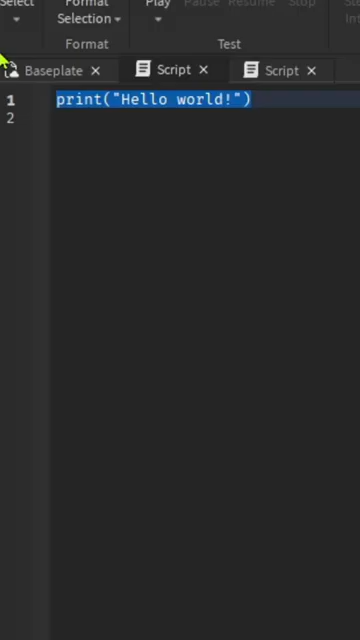 Select Format Play Pause Resume Stop
Selection
Format Test
Baseplate Script Script
1 print("Hello world!")
2